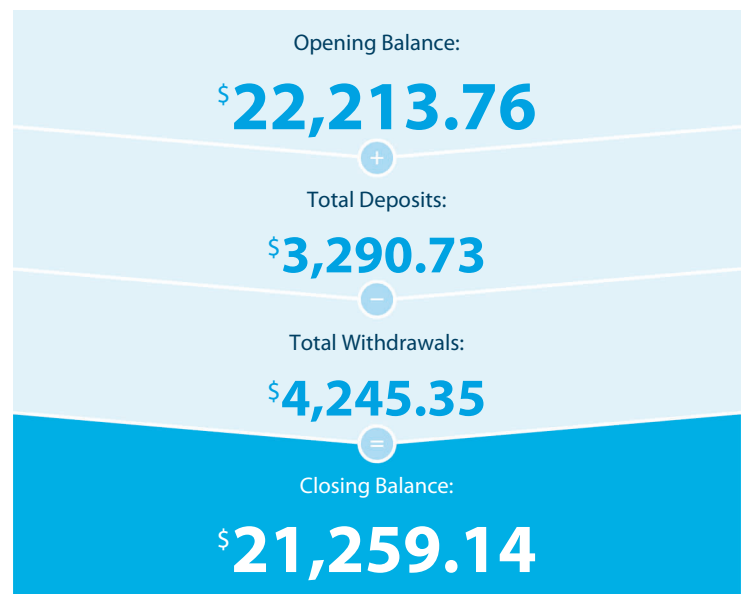 Opening Balance:
$22,213.76
+
Total Deposits:
$3,290.73
−
Total Withdrawals:
$4,245.35
=
Closing Balance:
$21,259.14